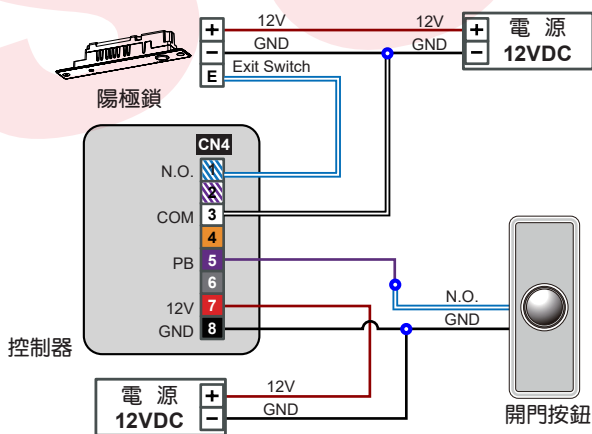 + 12V 12V + 電 源
- GND GND - 12VDC
E Exit Switch
陽極鎖
CN4
N.O. 1
2
COM 3
4
PB 5
6
12V 7
GND 8
N.O.
GND
控制器
開門按鈕
電 源 + 12V
12VDC - GND